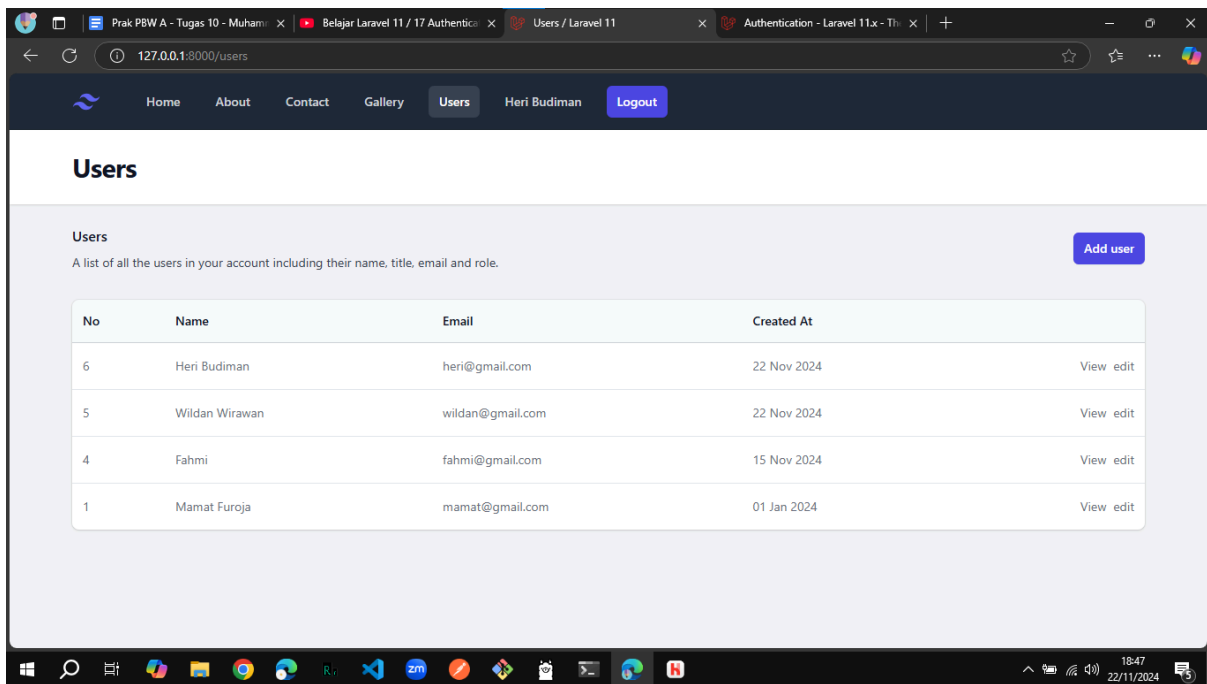 Prak PBW A - Tugas 10 - Muham
Belajar Laravel 11 / 17 Authentica
Users / Laravel 11
Authentication - Laravel 11.x - Th
127.0.0.1:8000/users
Home About Contact Gallery Users Heri Budiman Logout
Users
Users
Add user
A list of all the users in your account including their name, title, email and role.
No Name Email Created At
6 Heri Budiman heri@gmail.com 22 Nov 2024 View edit
5 Wildan Wirawan wildan@gmail.com 22 Nov 2024 View edit
4 Fahmi fahmi@gmail.com 15 Nov 2024 View edit
1 Mamat Furoja mamat@gmail.com 01 Jan 2024 View edit
zm
H
18:47
22/11/2024
5